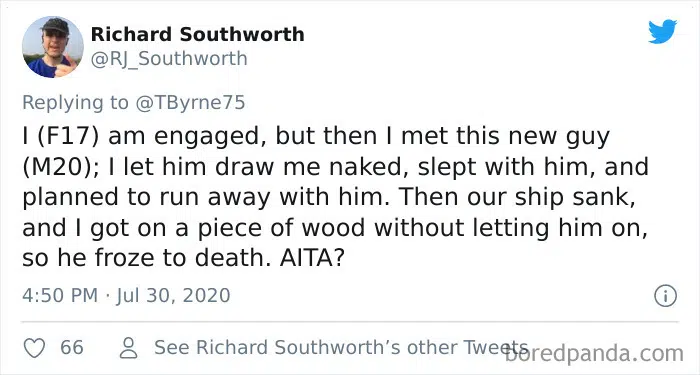 Richard Southworth
@RJ_Southworth
Replying to @TByrne75
I (F17) am engaged, but then I met this new guy
(M20); I let him draw me naked, slept with him, and
planned to run away with him. Then our ship sank,
and I got on a piece of wood without letting him on,
so he froze to death. AITA?
4:50 PM · Jul 30, 2020
66 See Richard Southworth’s other Tweets
boredpanda.com